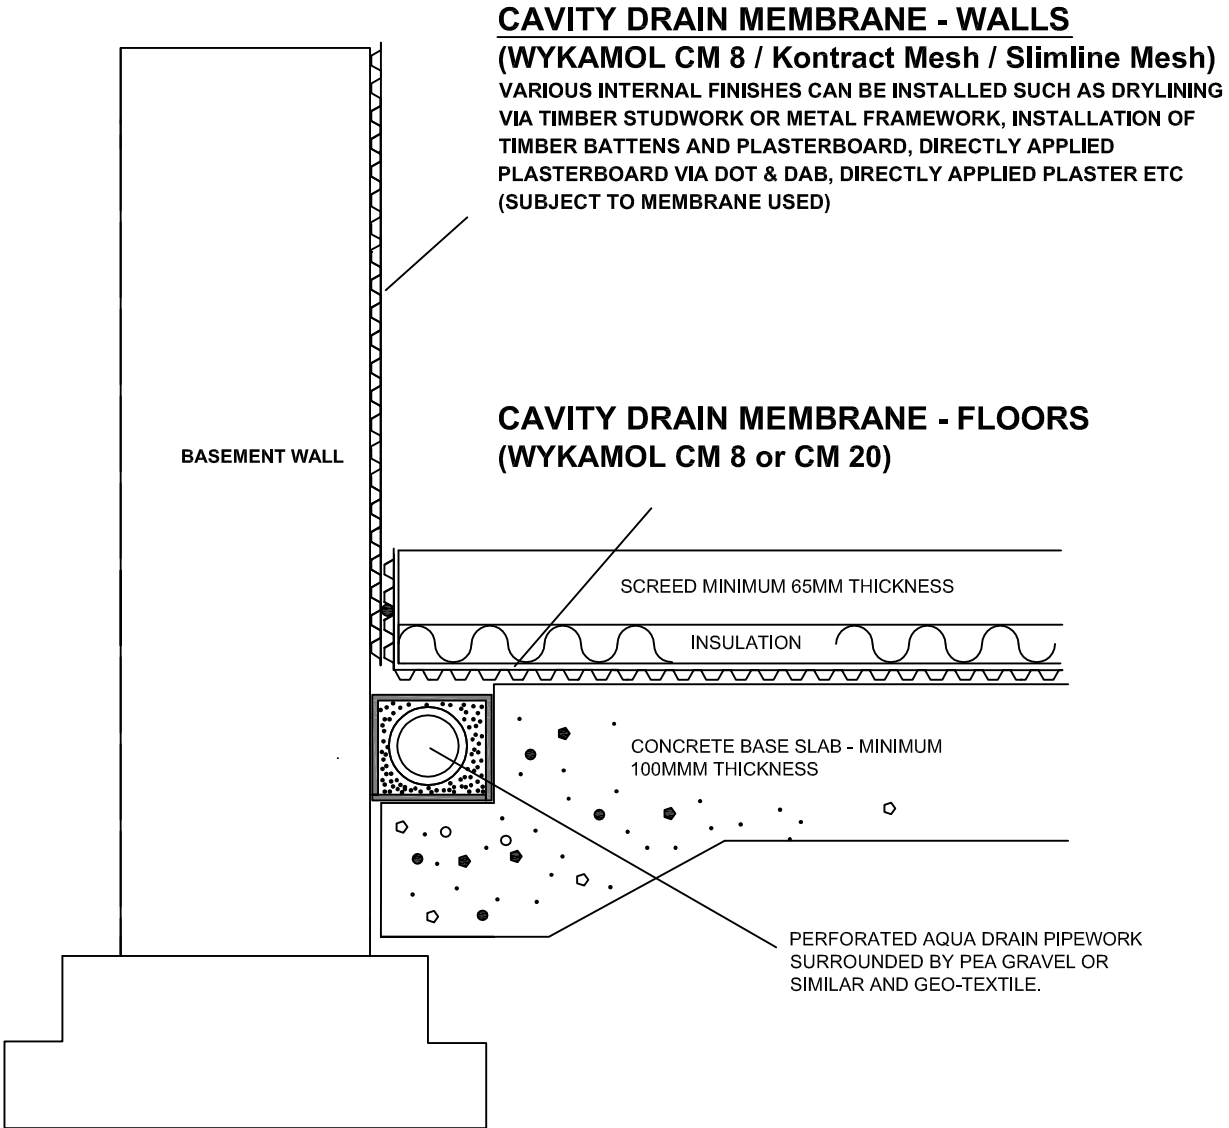 CAVITY DRAIN MEMBRANE - WALLS
(WYKAMOL CM 8 / Kontract Mesh / Slimline Mesh)
VARIOUS INTERNAL FINISHES CAN BE INSTALLED SUCH AS DRYLINING
VIA TIMBER STUDWORK OR METAL FRAMEWORK, INSTALLATION OF
TIMBER BATTENS AND PLASTERBOARD, DIRECTLY APPLIED
PLASTERBOARD VIA DOT & DAB, DIRECTLY APPLIED PLASTER ETC
(SUBJECT TO MEMBRANE USED)
CAVITY DRAIN MEMBRANE - FLOORS
(WYKAMOL CM 8 or CM 20)
BASEMENT WALL
SCREED MINIMUM 65MM THICKNESS
INSULATION
CONCRETE BASE SLAB - MINIMUM
100MMM THICKNESS
PERFORATED AQUA DRAIN PIPEWORK
SURROUNDED BY PEA GRAVEL OR
SIMILAR AND GEO-TEXTILE.